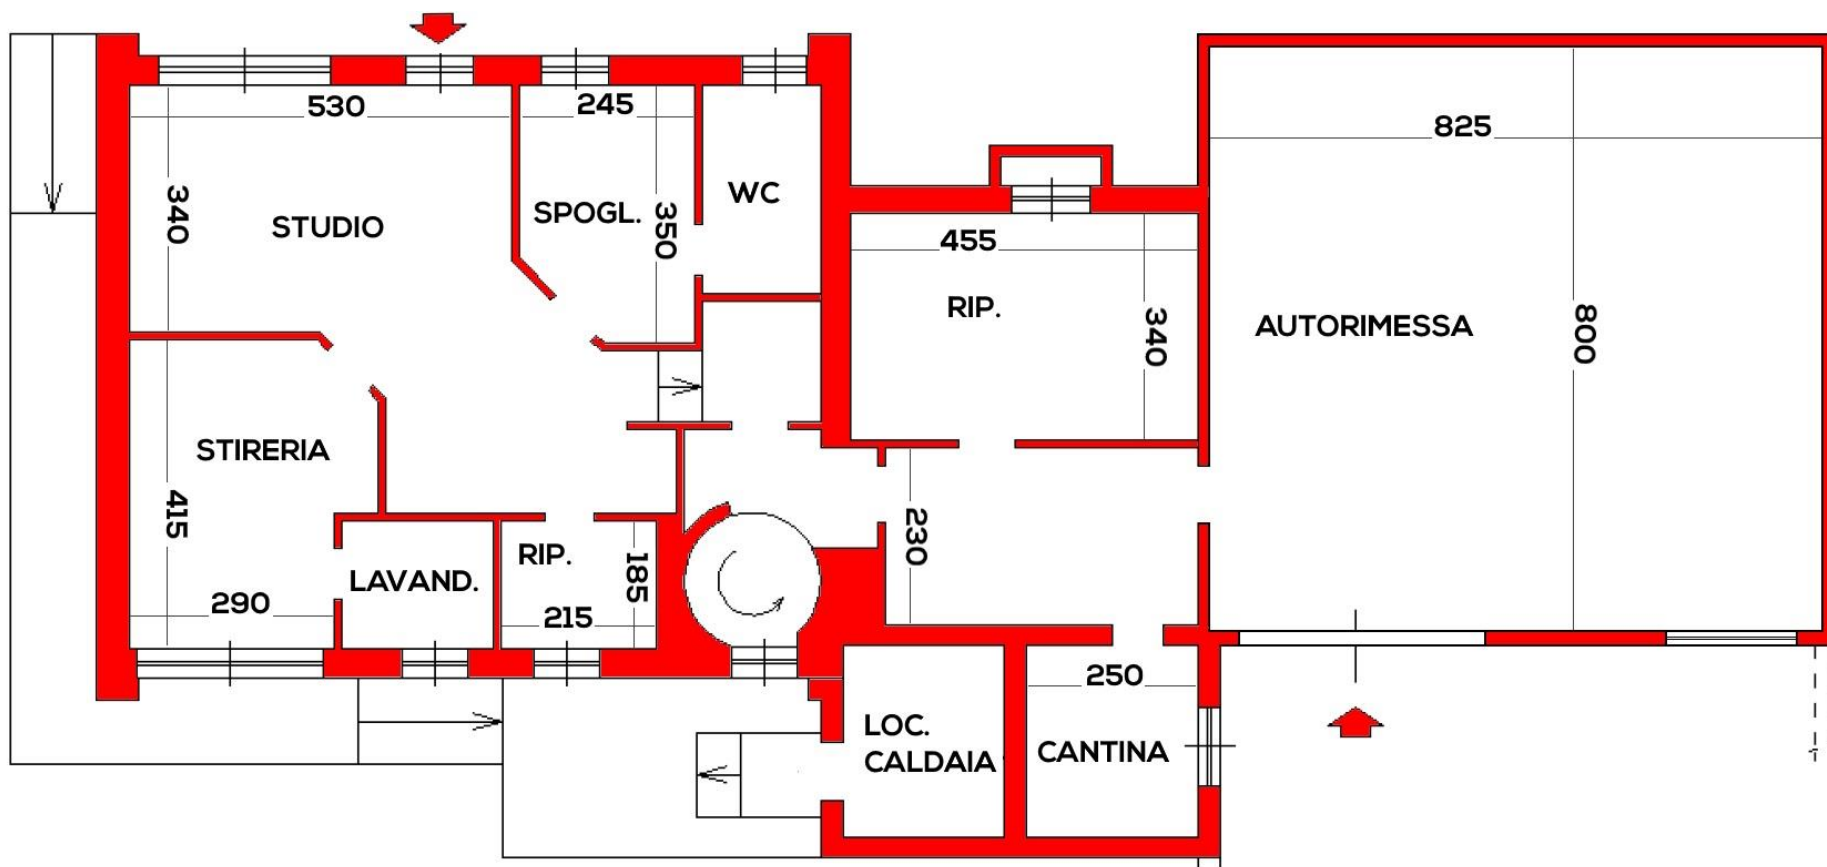 530
245
825
340
STUDIO
SPOGL.
350
WC
455
RIP.
340
AUTORIMESSA
800
STIRERIA
415
290
LAVAND.
RIP.
185
215
230
250
LOC.
CALDAIA
CANTINA